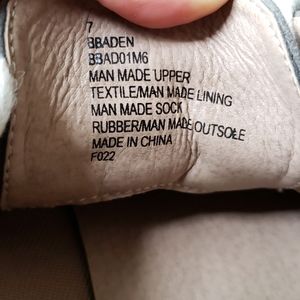 7
BBADEN
BBAD01M6
MAN MADE UPPER
TEXTILE/MAN MADE LINING
MAN MADE SOCK
RUBBER/MAN MADE OUTSOLE
MADE IN CHINA
F022